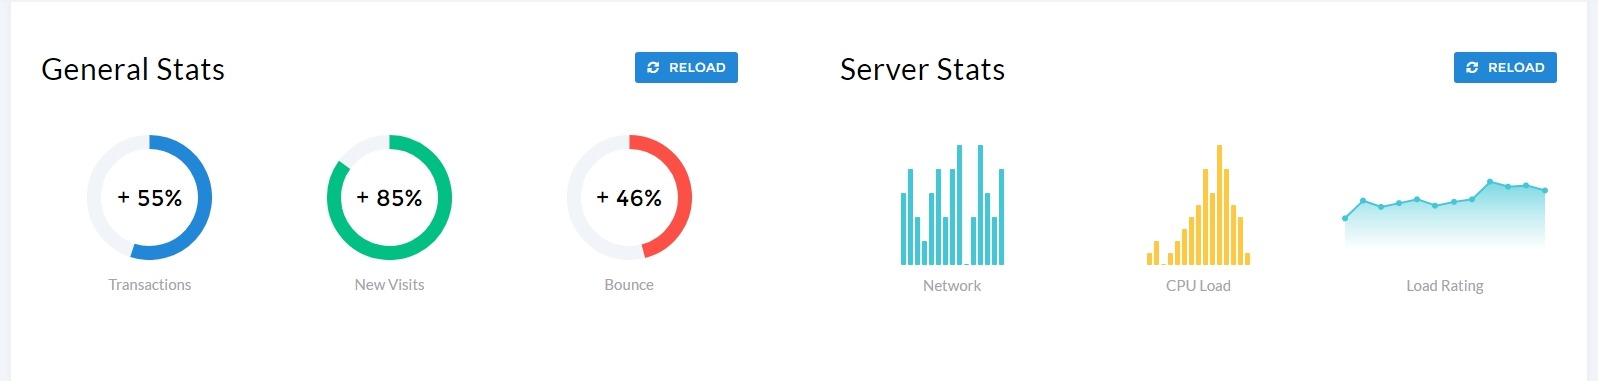 General Stats
RELOAD
+ 55%
Transactions
+ 85%
New Visits
+ 46%
Bounce
Server Stats
RELOAD
Network
CPU Load
Load Rating